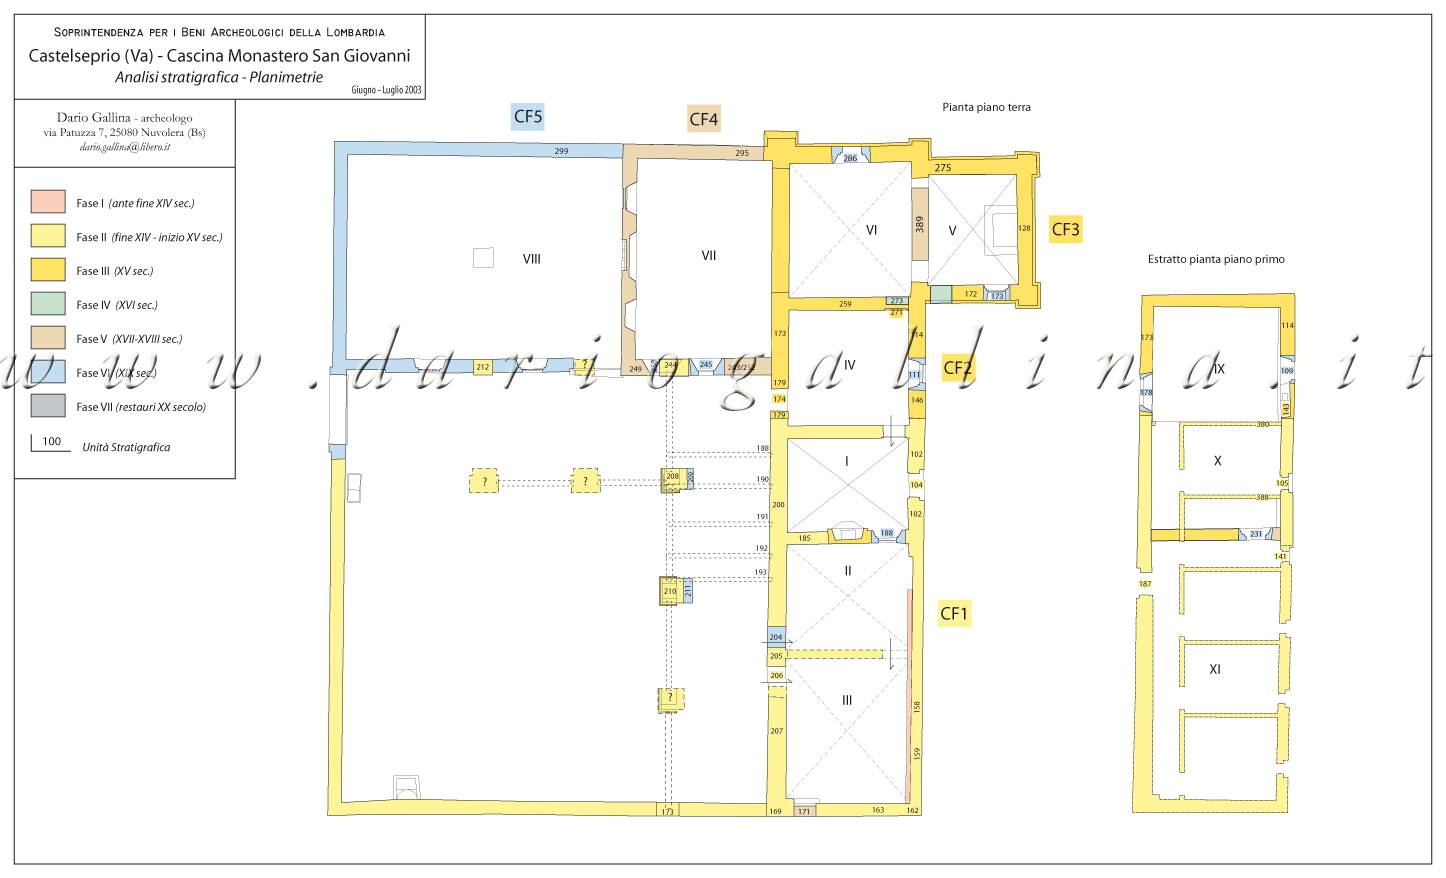 Soprintendenza per i Beni Archeologici della Lombardia
Castelseprio (Va) - Cascina Monastero San Giovanni
Analisi stratigrafica - Planimetrie
Giugno - Luglio 2003
Dario Gallina - archeologo
via Patuzza 7, 25080 Nuvolera (Bs)
dario.gallina@libero.it
Fase I (ante fine XIV sec.)
Fase II (fine XIV - inizio XV sec.)
Fase III (XV sec.)
Fase IV (XVI sec.)
Fase V (XVII-XVIII sec.)
Fase VI (XIX sec.)
Fase VII (restauri XX secolo)
100 Unità Stratigrafica
CF5
CF4
Pianta piano terra
299
295
286
275
389
VI
V
128
CF3
VIII
VII
172
173
273
259
271
173
114
212
?
249
244
245
IV
179
111
CF2
174
146
179
188
I
102
?
?
208
209
190
104
200
191
102
185
188
192
II
193
210
211
CF1
204
205
206
?
III
207
158
159
173
169
171
163
162
Estratto pianta piano primo
173
114
IX
109
178
143
380
X
105
388
231
141
187
XI
www.dariogallina.it